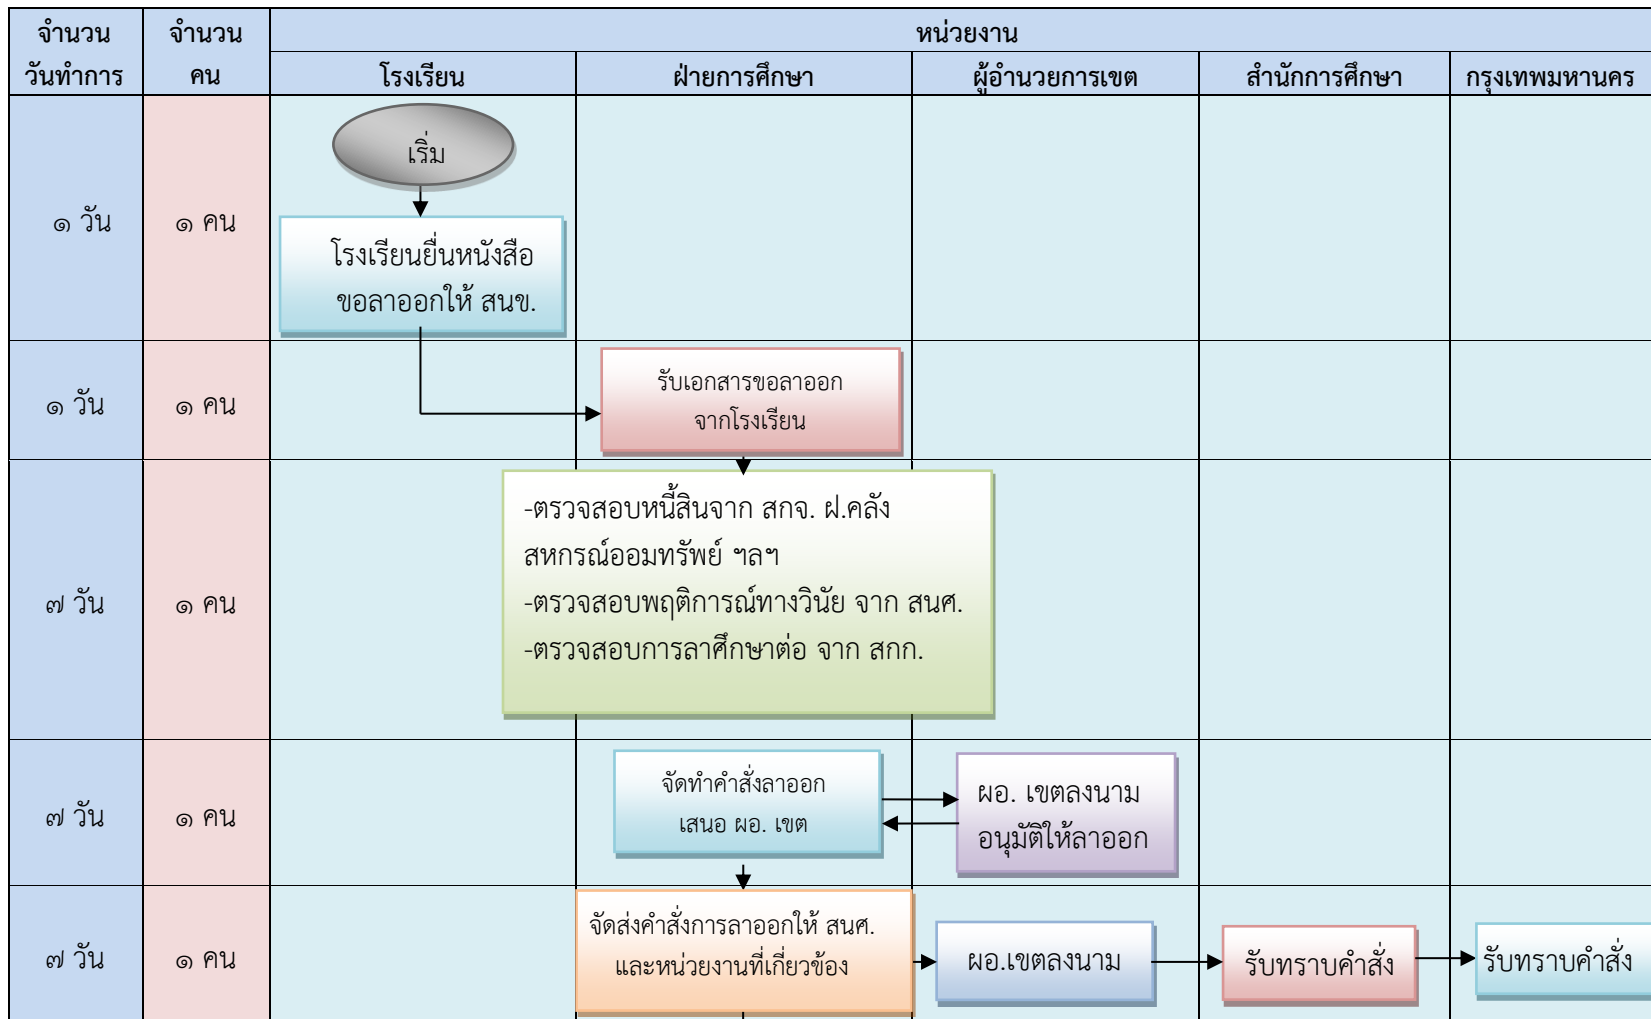 จำนวน
วันทำการ
จำนวน
คน
หน่วยงาน
โรงเรียน
ฝ่ายการศึกษา
ผู้อำนวยการเขต
สำนักการศึกษา
กรุงเทพมหานคร
๑ วัน
๑ คน
เริ่ม
โรงเรียนยื่นหนังสือ
ขอลาออกให้ สนข.
๑ วัน
๑ คน
รับเอกสารขอลาออก
จากโรงเรียน
๗ วัน
๑ คน
-ตรวจสอบหนี้สินจาก สกจ. ฝ.คลัง
สหกรณ์ออมทรัพย์ ฯลฯ
-ตรวจสอบพฤติการณ์ทางวินัย จาก สนศ.
-ตรวจสอบการลาศึกษาต่อ จาก สกก.
๗ วัน
๑ คน
จัดทำคำสั่งลาออก
เสนอ ผอ. เขต
ผอ. เขตลงนาม
อนุมัติให้ลาออก
๗ วัน
๑ คน
จัดส่งคำสั่งการลาออกให้ สนศ.
และหน่วยงานที่เกี่ยวข้อง
ผอ.เขตลงนาม
รับทราบคำสั่ง
รับทราบคำสั่ง